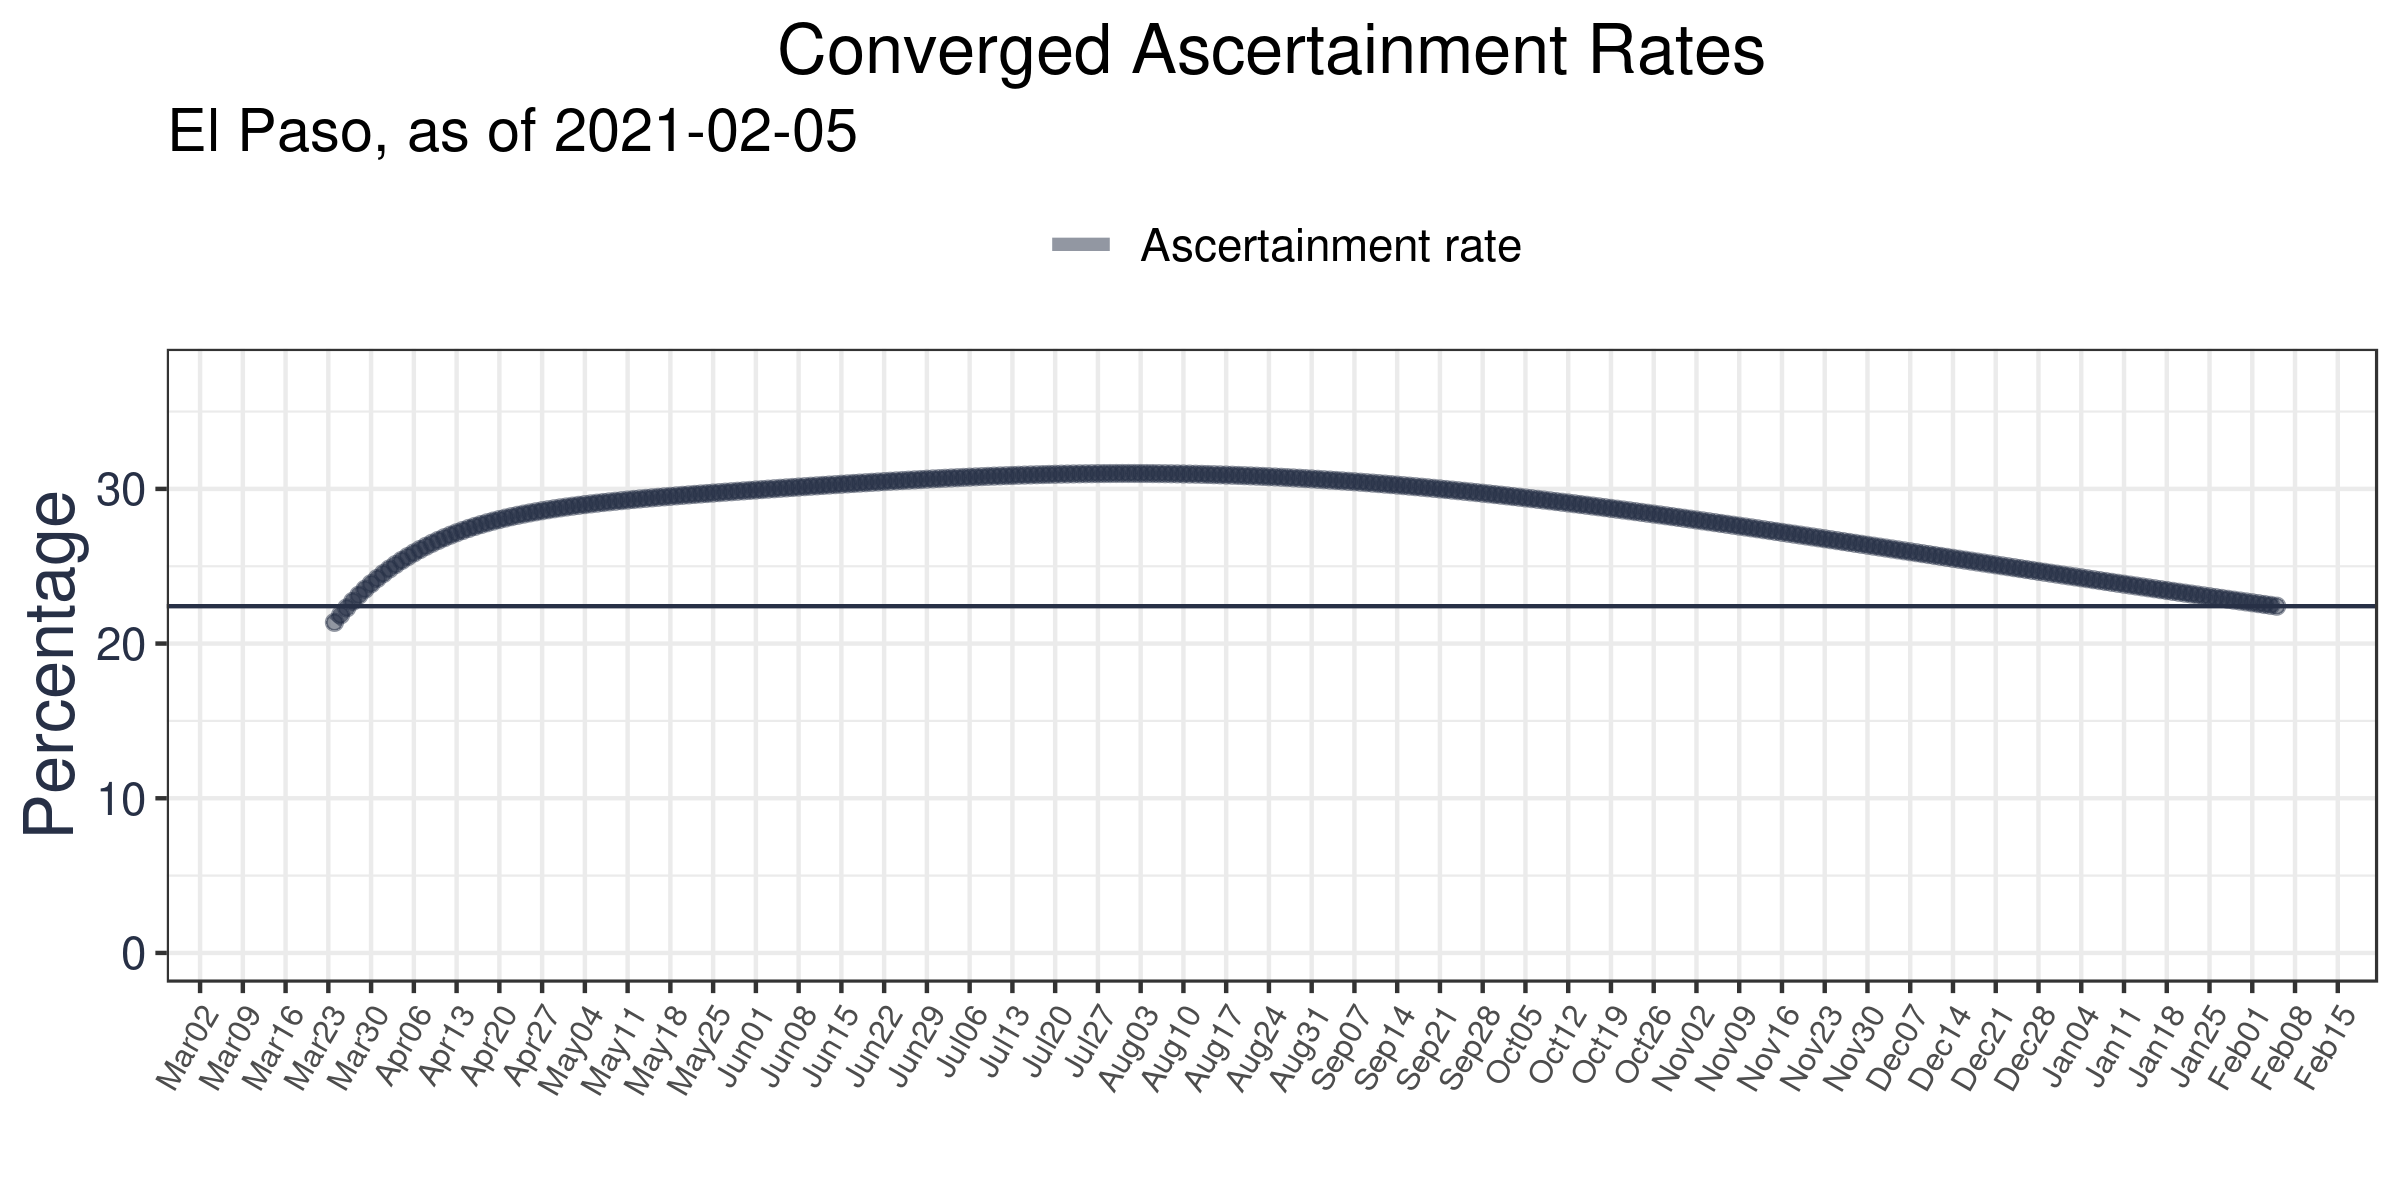 Converged Ascertainment Rates
El Paso, as of 2021-02-05
Ascertainment rate
Percentage
30
20
10
0
Mar02 Mar09 Mar16 Mar23 Mar30 Apr06 Apr13 Apr20 Apr27 May04 May11 May18 May25 Jun01 Jun08 Jun15 Jun22 Jun29 Jul06 Jul13 Jul20 Jul27 Aug03 Aug10 Aug17 Aug24 Aug31 Sep07 Sep14 Sep21 Sep28 Oct05 Oct12 Oct19 Oct26 Nov02 Nov09 Nov16 Nov23 Nov30 Dec07 Dec14 Dec21 Dec28 Jan04 Jan11 Jan18 Jan25 Feb01 Feb08 Feb15